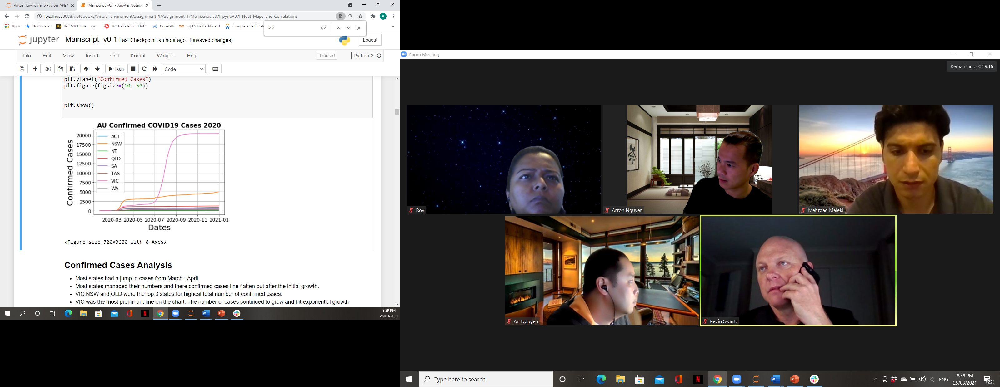 Virtual_Enviroment/Python_APIs/
Mainscript_v0.1 - Jupyter Notebo
localhost:8888/notebooks/Virtual_Enviroment/assignment_1/Assignment_1/Mainscript_v0.1.ipynb#3.1-Heat-Maps-and-Correlations
a
Apps
Bookmarks
INOMAX Inventory...
Australia Public Hol...
v6 Cope V6
myTNT - Dashboard
Complete Self Evalu
»
2.2
1/2
jupyter
Mainscript_v0.1 Last Checkpoint: an hour ago (unsaved changes)
Logout
File Edit View Insert Cell Kernel Widgets Help
Trusted
Python 3
Run
Code
plt.ylabel("Confirmed Cases")
plt.figure(figsize=(10, 50))
plt.show()
AU Confirmed COVID19 Cases 2020
Confirmed Cases
20000
17500
15000
12500
10000
7500
5000
2500
0
ACT
NSW
NT
QLD
SA
TAS
VIC
WA
2020-03 2020-05 2020-07 2020-09 2020-11 2021-01
Dates
<Figure size 720x3600 with 0 Axes>
Confirmed Cases Analysis
• Most states had a jump in cases from March - April
• Most states managed their numbers and there confirmed cases line flatten out after the initial growth.
• VIC NSW and QLD were the top 3 states for highest total number of confirmed cases.
• VIC was the most prominant line on the chart. The number of cases continued to grow and hit exponential growth
8:39 PM
25/03/2021
Zoom Meeting
Remaining : 00:59:16
Roy
Arron Nguyen
Mehrdad Maleki
An Nguyen
Kevin Swartz
Type here to search
ENG
8:39 PM
25/03/2021
23